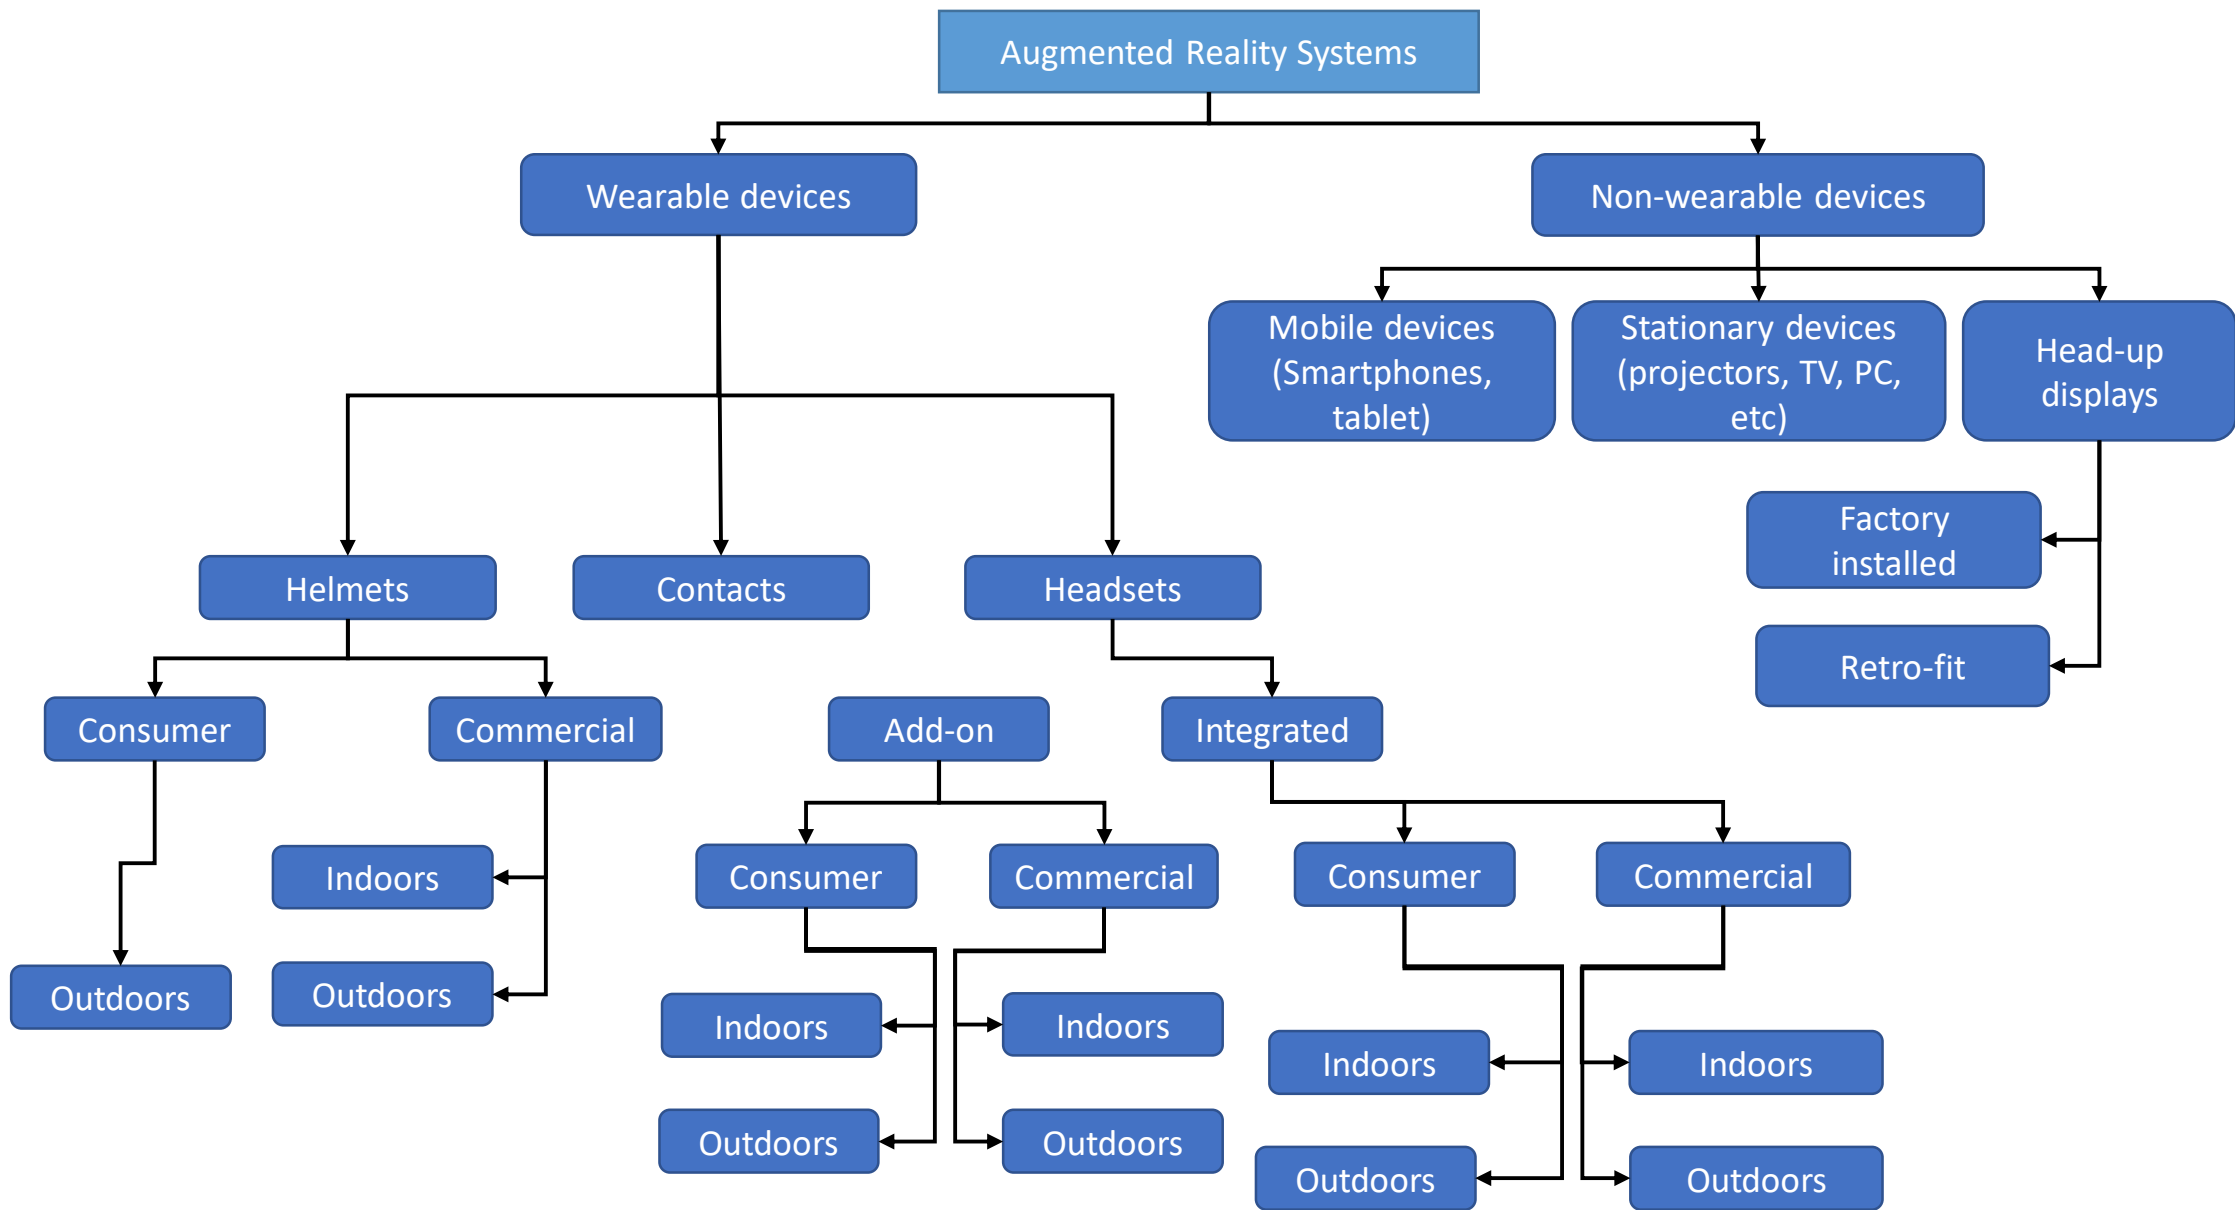 Augmented Reality Systems
Wearable devices
Non-wearable devices
Mobile devices
(Smartphones,
tablet)
Stationary devices
(projectors, TV, PC,
etc)
Head-up
displays
Factory
installed
Retro-fit
Helmets
Contacts
Headsets
Consumer
Commercial
Add-on
Integrated
Indoors
Outdoors
Outdoors
Consumer
Commercial
Consumer
Commercial
Indoors
Indoors
Outdoors
Outdoors
Indoors
Indoors
Outdoors
Outdoors